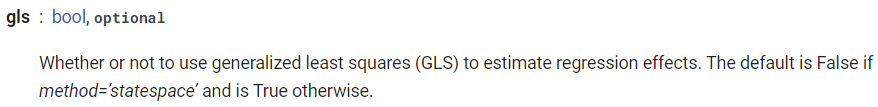 gls : bool, optional
Whether or not to use generalized least squares (GLS) to estimate regression effects. The default is False if
method='statespace' and is True otherwise.